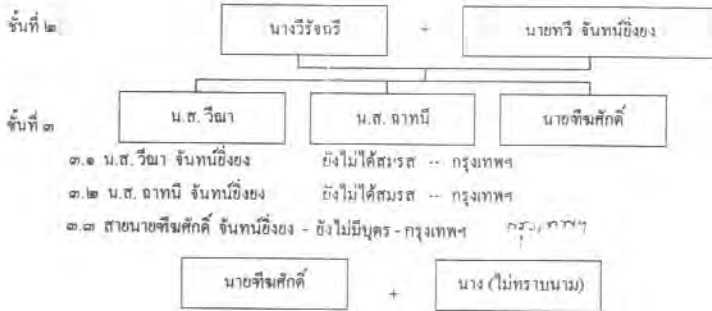 ชั้นที่ ๒
นางวีรัจฉรี + นายทวี จันทน์ยิ่งยง
ชั้นที่ ๓
น.ส. วีณา น.ส. ฉาทนี นายทีฆศักดิ์
๓.๑ น.ส. วีณา จันทน์ยิ่งยง ยังไม่ได้สมรส -- กรุงเทพฯ
๓.๒ น.ส. ฉาทนี จันทน์ยิ่งยง ยังไม่ได้สมรส -- กรุงเทพฯ
๓.๓ สายนายทีฆศักดิ์ จันทน์ยิ่งยง - ยังไม่มีบุตร - กรุงเทพฯ กรุงเทพฯ
นายทีฆศักดิ์ + นาง (ไม่ทราบนาม)